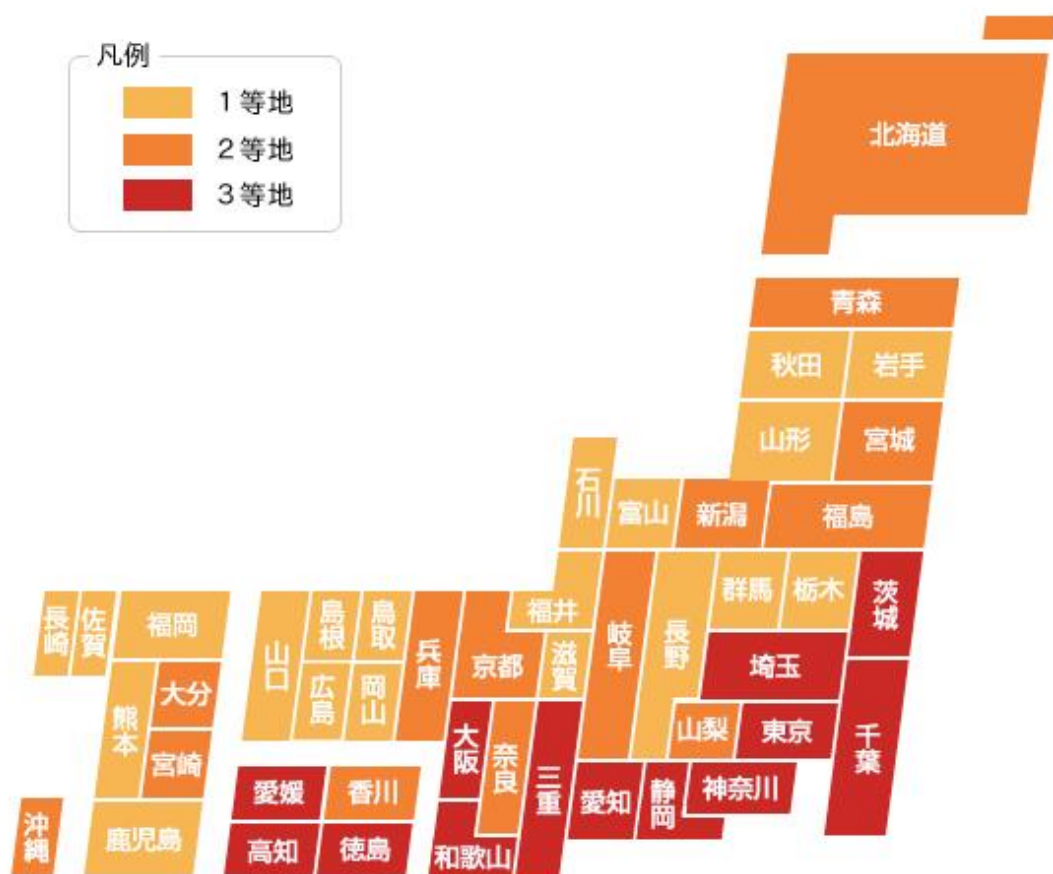 凡例
1等地
2等地
3等地
北海道
青森
秋田
岩手
山形
宮城
石川
富山
新潟
福島
福井
岐阜
長野
群馬
栃木
茨城
長崎
佐賀
福岡
山口
島根
鳥取
兵庫
京都
滋賀
埼玉
熊本
大分
広島
岡山
大阪
奈良
三重
山梨
東京
千葉
宮崎
愛媛
香川
愛知
静岡
神奈川
沖縄
鹿児島
高知
徳島
和歌山